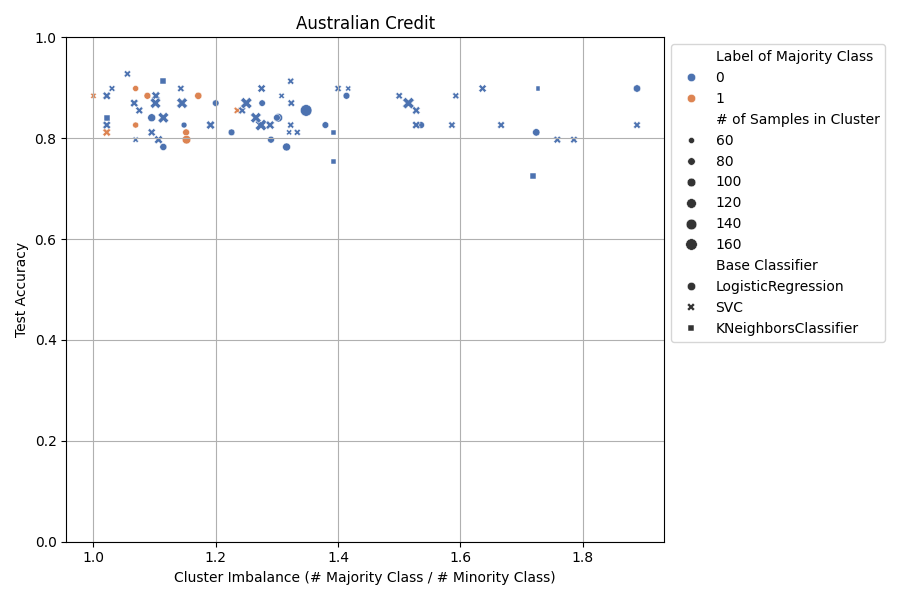 Australian Credit
1.0
0.8
0.6
0.4
0.2
0.0
Test Accuracy
1.0 1.2 1.4 1.6 1.8
Cluster Imbalance (# Majority Class / # Minority Class)
Label of Majority Class
0
1
# of Samples in Cluster
60
80
100
120
140
160
Base Classifier
LogisticRegression
SVC
KNeighborsClassifier